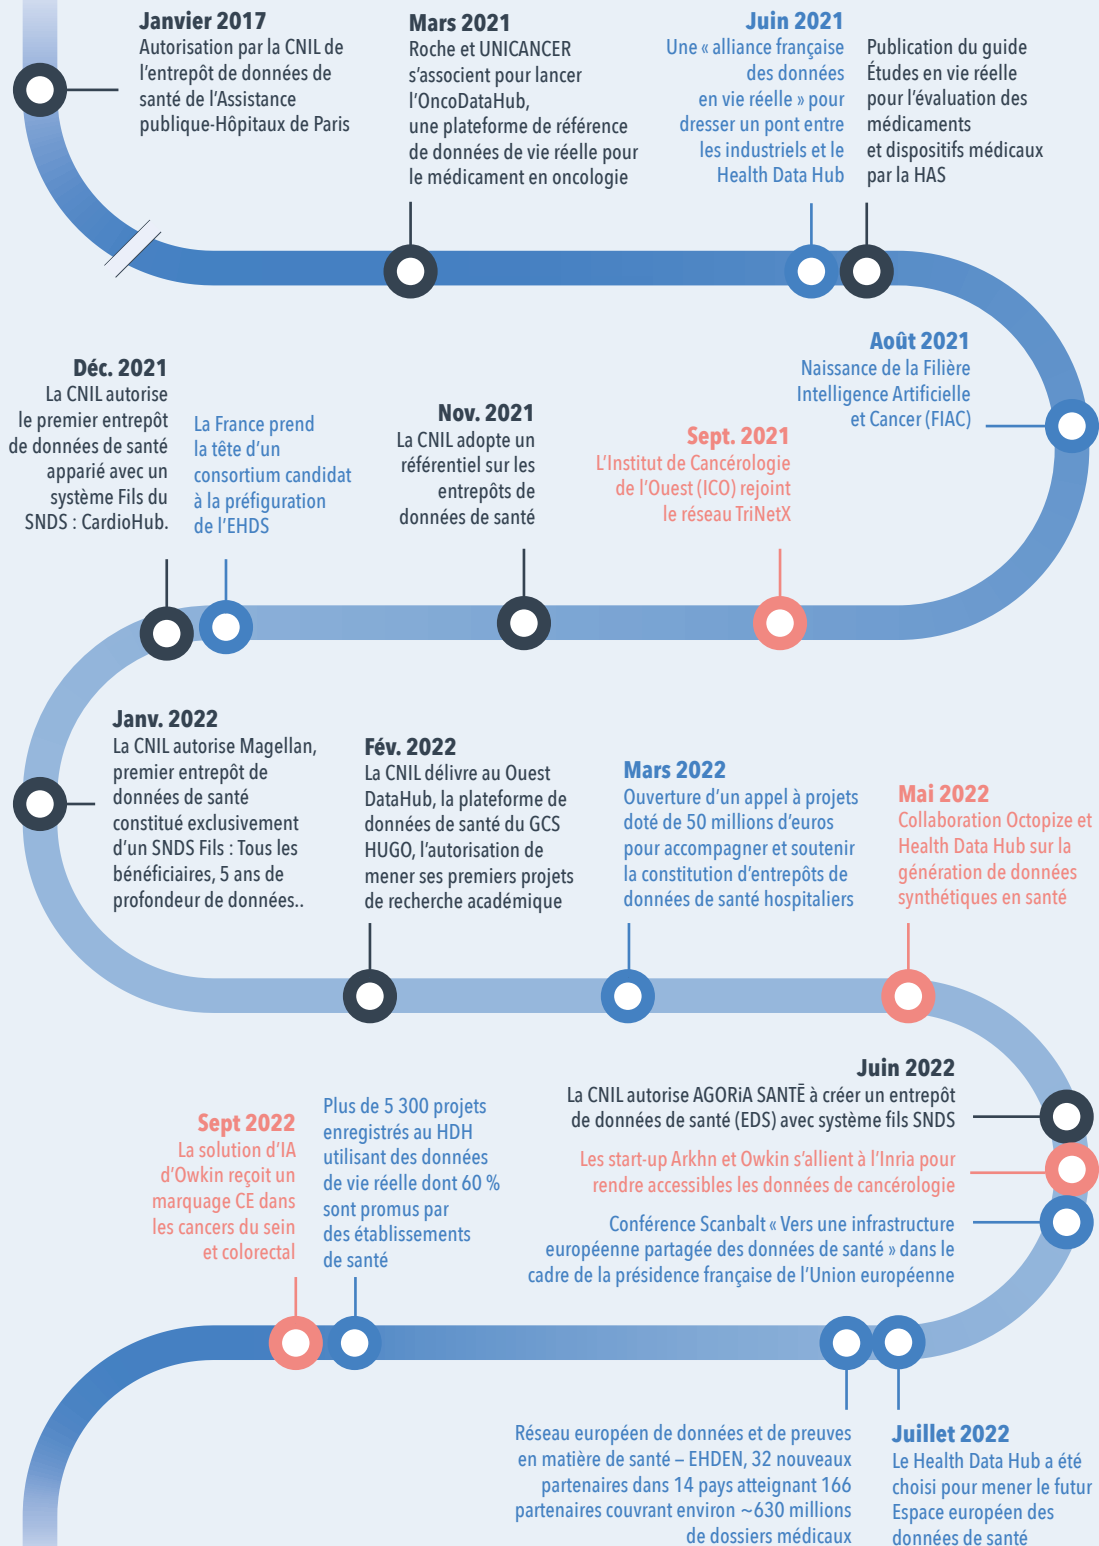 Janvier 2017
Autorisation par la CNIL de
l'entrepôt de données de
santé de l'Assistance
publique-Hôpitaux de Paris
Mars 2021
Roche et UNICANCER
s'associent pour lancer
l'OncoDataHub,
une plateforme de référence
de données de vie réelle pour
le médicament en oncologie
Juin 2021
Une « alliance française
des données
en vie réelle » pour
dresser un pont entre
les industriels et le
Health Data Hub
Publication du guide
Études en vie réelle
pour l'évaluation des
médicaments
et dispositifs médicaux
par la HAS
Août 2021
Naissance de la Filière
Intelligence Artificielle
et Cancer (FIAC)
Sept. 2021
L'Institut de Cancérologie
de l'Ouest (ICO) rejoint
le réseau TriNetX
Nov. 2021
La CNIL adopte un
référentiel sur les
entrepôts de
données de santé
La France prend
la tête d'un
consortium candidat
à la préfiguration
de l'EHDS
Déc. 2021
La CNIL autorise
le premier entrepôt
de données de santé
apparié avec un
système Fils du
SNDS : CardioHub.
Janv. 2022
La CNIL autorise Magellan,
premier entrepôt de
données de santé
constitué exclusivement
d'un SNDS Fils : Tous les
bénéficiaires, 5 ans de
profondeur de données..
Fév. 2022
La CNIL délivre au Ouest
DataHub, la plateforme de
données de santé du GCS
HUGO, l'autorisation de
mener ses premiers projets
de recherche académique
Mars 2022
Ouverture d'un appel à projets
doté de 50 millions d'euros
pour accompagner et soutenir
la constitution d'entrepôts de
données de santé hospitaliers
Mai 2022
Collaboration Octopize et
Health Data Hub sur la
génération de données
synthétiques en santé
Juin 2022
La CNIL autorise AGORiA SANTĒ à créer un entrepôt
de données de santé (EDS) avec système fils SNDS
Les start-up Arkhn et Owkin s'allient à l'Inria pour
rendre accessibles les données de cancérologie
Conférence Scanbalt « Vers une infrastructure
européenne partagée des données de santé » dans le
cadre de la présidence française de l'Union européenne
Juillet 2022
Le Health Data Hub a été
choisi pour mener le futur
Espace européen des
données de santé
Réseau européen de données et de preuves
en matière de santé – EHDEN, 32 nouveaux
partenaires dans 14 pays atteignant 166
partenaires couvrant environ ~630 millions
de dossiers médicaux
Plus de 5 300 projets
enregistrés au HDH
utilisant des données
de vie réelle dont 60 %
sont promus par
des établissements
de santé
Sept 2022
La solution d'IA
d'Owkin reçoit un
marquage CE dans
les cancers du sein
et colorectal